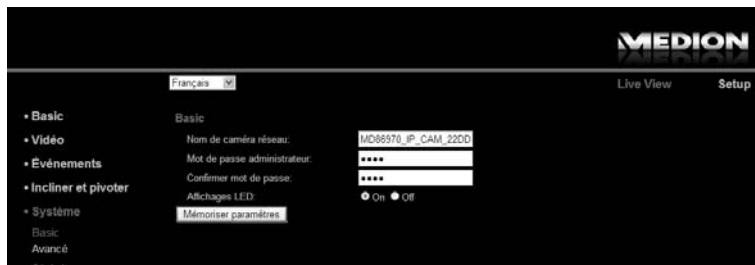 MEDION
Français
Live View Setup
• Basic
• Vidéo
• Événements
• Incliner et pivoter
• Système
Basic
Avancé
Basic
Nom de caméra réseau: MD86970_IP_CAM_22DD
Mot de passe administrateur: ••••
Confirmer mot de passe: ••••
Affichages LED: On Off
Mémoriser paramètres